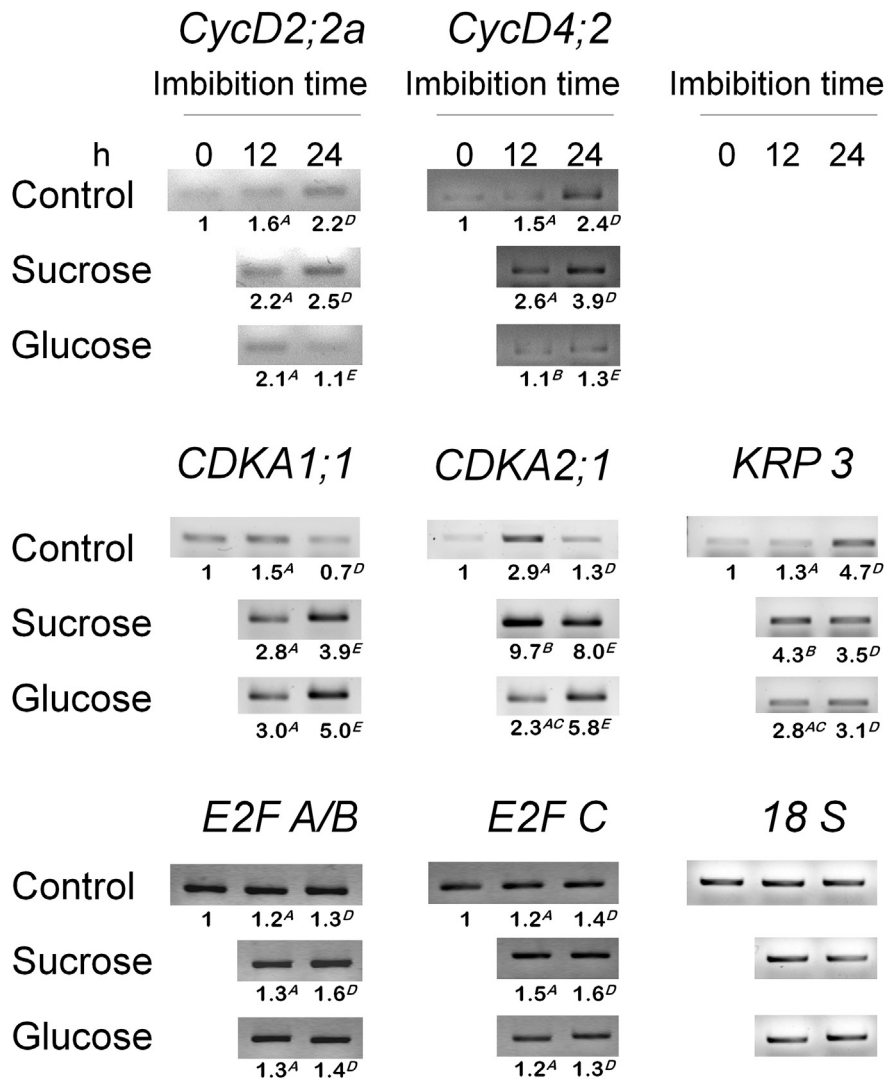 CycD2;2a CycD4;2
Imbibition time Imbibition time Imbibition time
h 0 12 24 0 12 24 0 12 24
Control
1 1.6A 2.2D 1 1.5A 2.4D
Sucrose
2.2A 2.5D 2.6A 3.9D
Glucose
2.1A 1.1E 1.1B 1.3E
CDKA1;1 CDKA2;1 KRP 3
Control
1 1.5A 0.7D 1 2.9A 1.3D 1 1.3A 4.7D
Sucrose
2.8A 3.9E 9.7B 8.0E 4.3B 3.5D
Glucose
3.0A 5.0E 2.3AC 5.8E 2.8AC 3.1D
E2F A/B E2F C 18 S
Control
1 1.2A 1.3D 1 1.2A 1.4D
Sucrose
1.3A 1.6D 1.5A 1.6D
Glucose
1.3A 1.4D 1.2A 1.3D